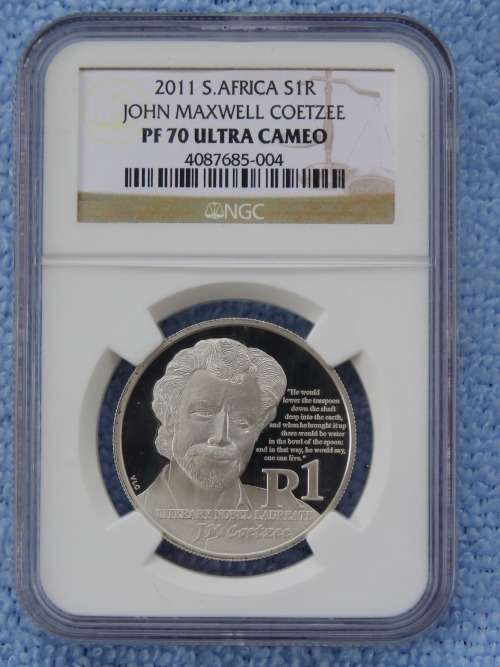 2011 S.AFRICA S1R
JOHN MAXWELL COETZEE
PF 70 ULTRA CAMEO
4087685-004
NGC
"He would
lower the teaspoon
down the shaft
deep into the earth,
and when he brought it up
there would be water
in the bowl of the spoon:
and in that way, he would say,
one can live."
R1
VLC
LITERARY NOBEL LAUREATE
JM Coetzee